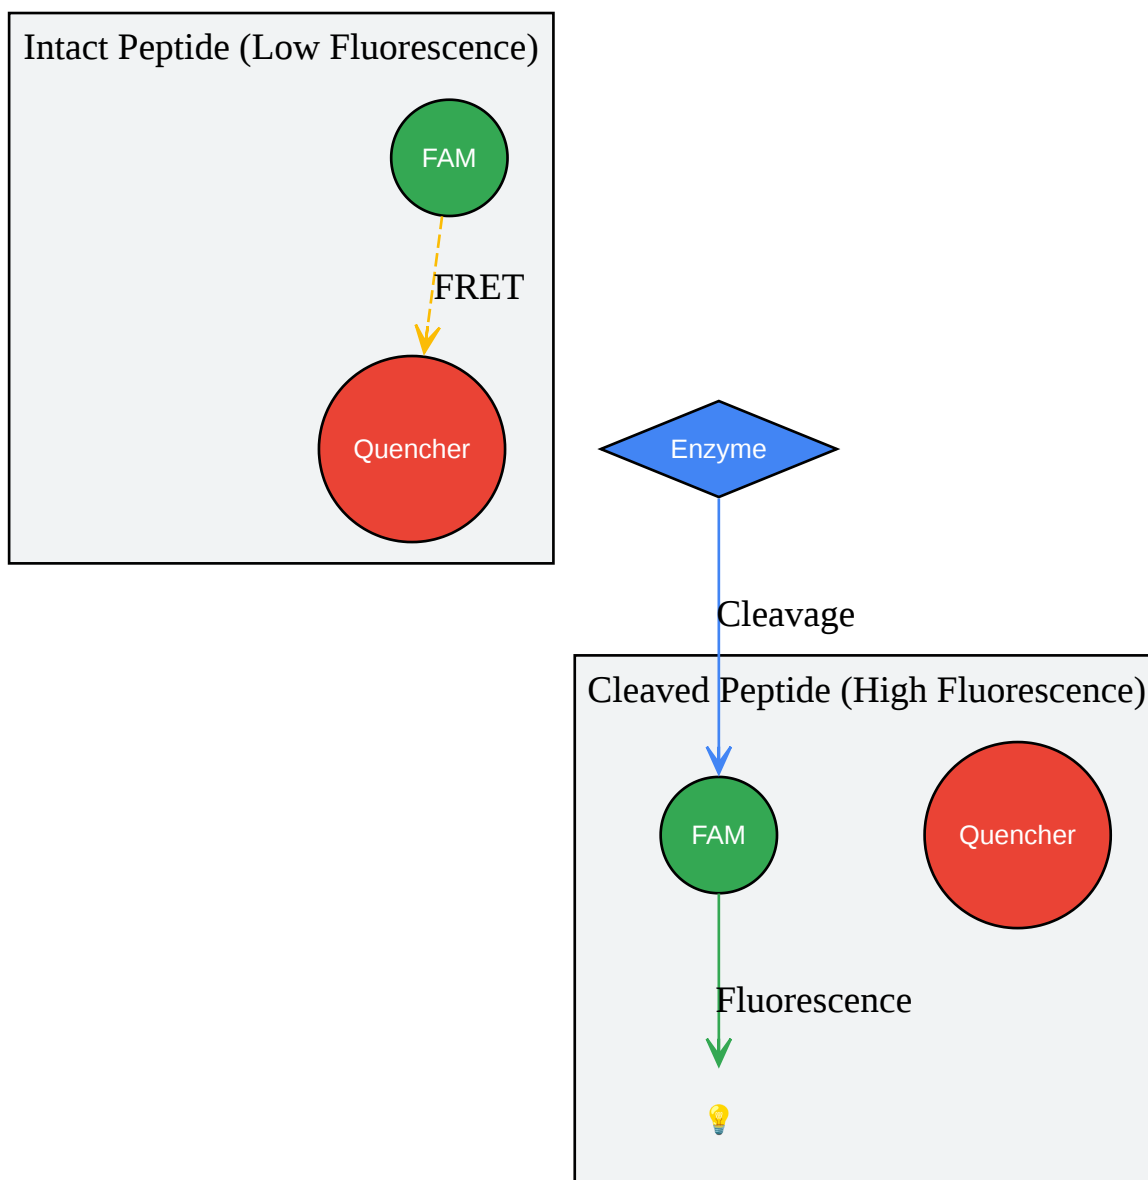 Intact Peptide (Low Fluorescence)
FAM
FRET
Quencher
Enzyme
Cleavage
Cleaved Peptide (High Fluorescence)
FAM
Quencher
Fluorescence